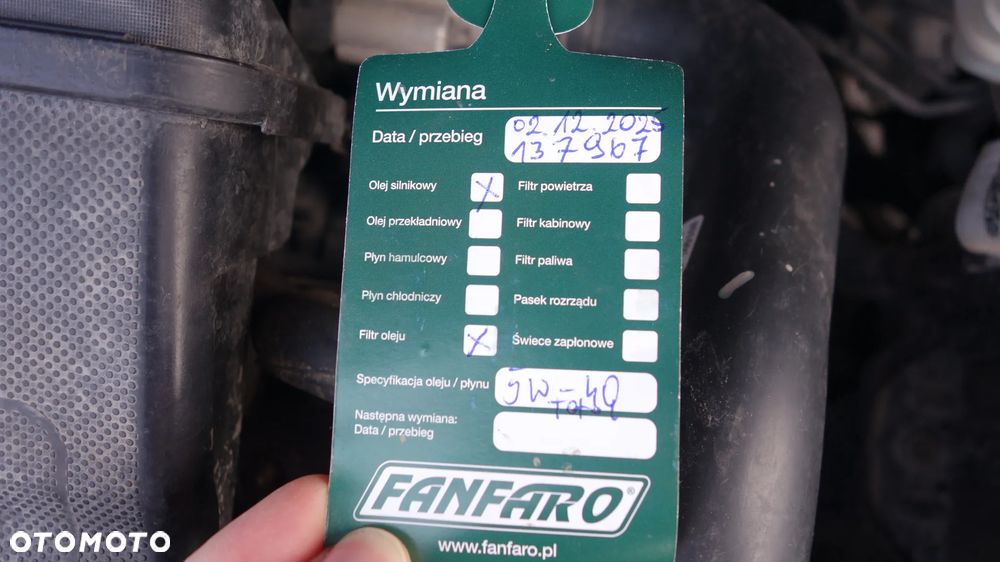 Wymiana
Data / przebieg 02.12.2025
137967
Olej silnikowy X Filtr powietrza
Olej przekładniowy Filtr kabinowy
Płyn hamulcowy Filtr paliwa
Płyn chłodniczy Pasek rozrządu
Filtr oleju X Świece zapłonowe
Specyfikacja oleju / płynu 5W-40
Następna wymiana:
Data / przebieg
FANFARO®
www.fanfaro.pl
OTOMOTO